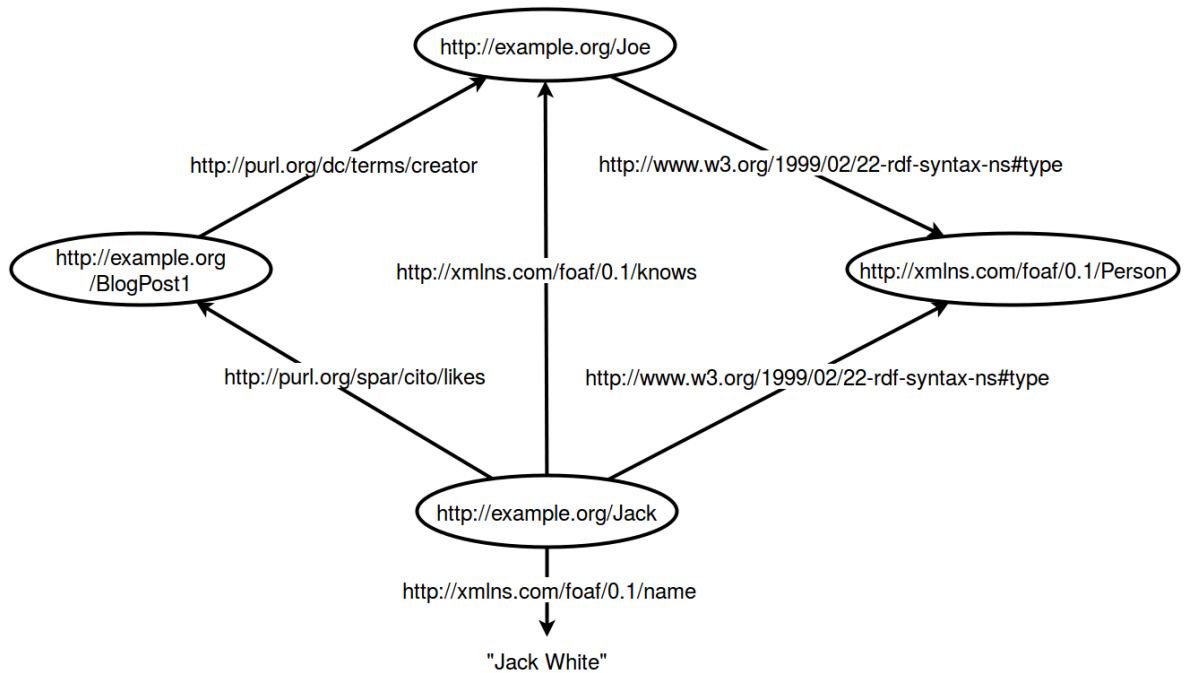 http://example.org/Joe
http://purl.org/dc/terms/creator
http://www.w3.org/1999/02/22-rdf-syntax-ns#type
http://example.org
/BlogPost1
http://xmlns.com/foaf/0.1/knows
http://xmlns.com/foaf/0.1/Person
http://purl.org/spar/cito/likes
http://www.w3.org/1999/02/22-rdf-syntax-ns#type
http://example.org/Jack
http://xmlns.com/foaf/0.1/name
"Jack White"